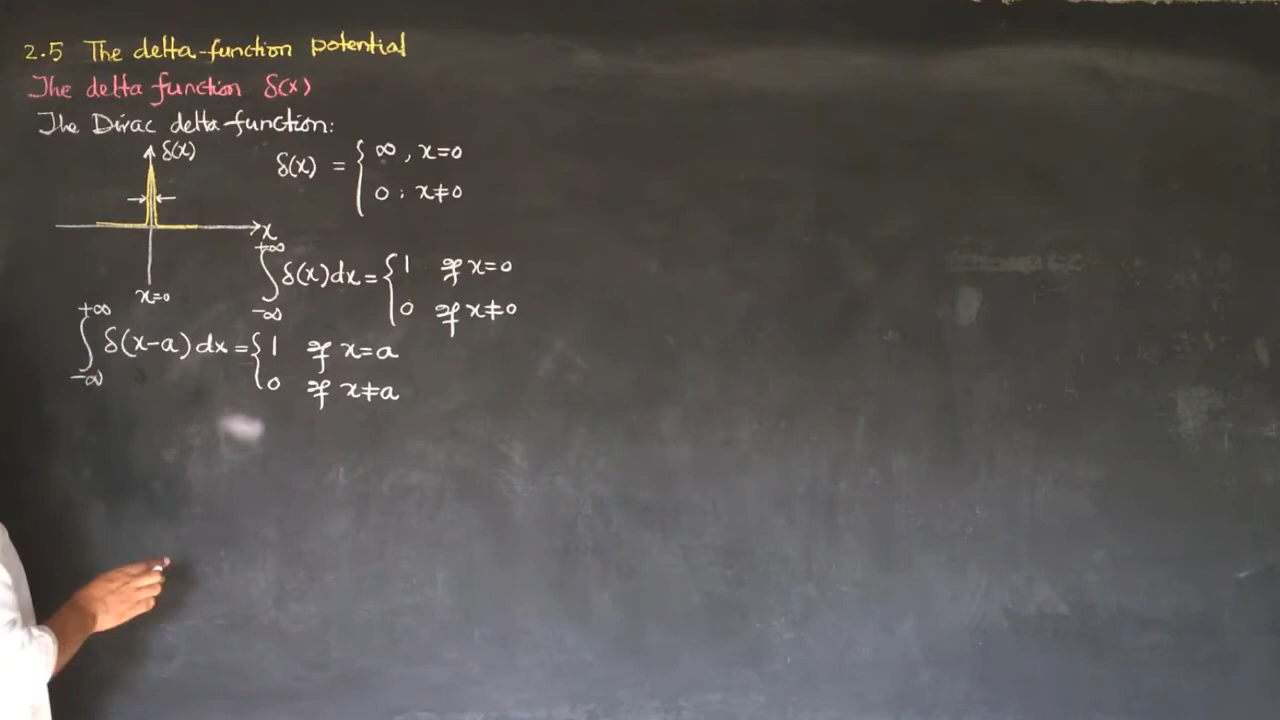 2.5 The delta-function potential
The delta function δ(x)
The Dirac delta function:
δ(x)
x
x=0
δ(x) = { ∞ , x=0
0 : x≠0
∫_{-∞}^{+∞} δ(x)dx = { 1 if x=0
0 if x≠0
∫_{-∞}^{+∞} δ(x-a)dx = { 1 if x=a
0 if x≠a